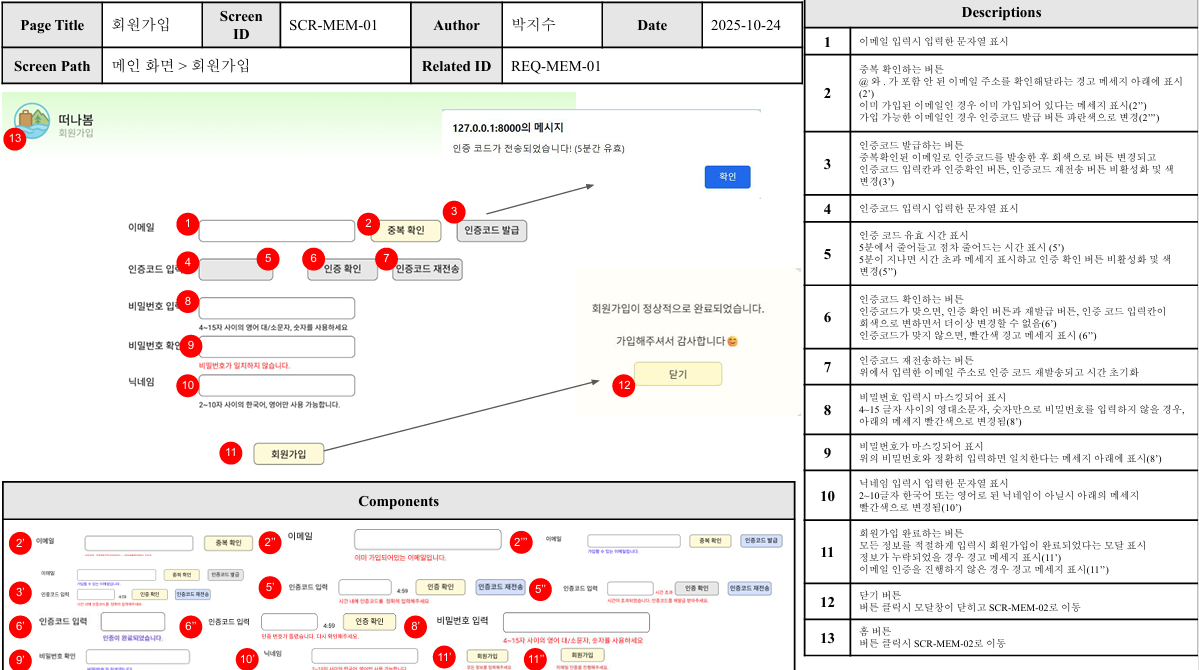 Page Title 회원가입 Screen ID SCR-MEM-01 Author 박지수 Date 2025-10-24
Screen Path 메인 화면 > 회원가입 Related ID REQ-MEM-01
떠나봄
회원가입
13
127.0.0.1:8000의 메시지
인증 코드가 전송되었습니다! (5분간 유효)
확인
이메일 1 2 중복 확인 3 인증코드 발급
인증코드 입력 4 5 6 인증 확인 7 인증코드 재전송
비밀번호 입력 8
4~15자 사이의 영어 대/소문자, 숫자를 사용하세요
비밀번호 확인 9
비밀번호가 일치하지 않습니다.
닉네임 10
2~10자 사이의 한국어, 영어만 사용 가능합니다.
11 회원가입
회원가입이 정상적으로 완료되었습니다.
가입해주셔서 감사합니다
12 닫기
Components
2’ 이메일 중복 확인
2’’ 이메일
이미 가입되어있는 이메일입니다.
2’’’ 이메일 중복 확인 인증코드 발급
가입할 수 있는 이메일입니다.
3’ 이메일 중복 확인 인증코드 발급
가입할 수 있는 이메일입니다.
인증코드 입력 4:59 인증 확인 인증코드 재전송
시간 내에 인증코드를 정확히 입력해주세요
5’ 인증코드 입력 4:59 인증 확인 인증코드 재전송
시간 내에 인증코드를 정확히 입력해주세요
5’’ 인증코드 입력 시간 초과 인증 확인 인증코드 재전송
6’ 인증코드 입력
인증이 완료되었습니다.
6’’ 인증코드 입력 4:59 인증 확인
인증 번호가 틀렸습니다. 다시 확인해주세요.
8’ 비밀번호 입력
4~15자 사이의 영어 대/소문자, 숫자를 사용하세요
9’ 비밀번호 확인
10’ 닉네임
11’ 회원가입
11’’ 회원가입
Descriptions
1 이메일 입력시 입력한 문자열 표시
2 중복 확인하는 버튼
@ 와 . 가 포함 안 된 이메일 주소를 확인해달라는 경고 메세지 아래에 표시
(2’)
이미 가입된 이메일인 경우 이미 가입되어 있다는 메세지 표시(2’’)
가입 가능한 이메일인 경우 인증코드 발급 버튼 파란색으로 변경(2’’’)
3 인증코드 발급하는 버튼
중복확인된 이메일로 인증코드를 발송한 후 회색으로 버튼 변경되고
인증코드 입력칸과 인증확인 버튼, 인증코드 재전송 버튼 비활성화 및 색
변경(3’)
4 인증코드 입력시 입력한 문자열 표시
5 인증 코드 유효 시간 표시
5분에서 줄어들고 점차 줄어드는 시간 표시 (5’)
5분이 지나면 시간 초과 메세지 표시하고 인증 확인 버튼 비활성화 및 색
변경(5’’)
6 인증코드 확인하는 버튼
인증코드가 맞으면, 인증 확인 버튼과 재발급 버튼, 인증 코드 입력칸이
회색으로 변하면서 더이상 변경할 수 없음(6’)
인증코드가 맞지 않으면, 빨간색 경고 메세지 표시 (6’’)
7 인증코드 재전송하는 버튼
위에서 입력한 이메일 주소로 인증 코드 재발송되고 시간 초기화
8 비밀번호 입력시 마스킹되어 표시
4~15 글자 사이의 영대소문자, 숫자만으로 비밀번호를 입력하지 않을 경우,
아래의 메세지 빨간색으로 변경됨(8’)
9 비밀번호가 마스킹되어 표시
위의 비밀번호와 정확히 입력하면 일치한다는 메세지 아래에 표시(8’)
10 닉네임 입력시 입력한 문자열 표시
2~10글자 한국어 또는 영어로 된 닉네임이 아닐시 아래의 메세지
빨간색으로 변경됨(10’)
11 회원가입 완료하는 버튼
모든 정보를 적절하게 입력시 회원가입이 완료되었다는 모달 표시
정보가 누락되었을 경우 경고 메세지 표시(11’)
이메일 인증을 진행하지 않은 경우 경고 메세지 표시(11’’)
12 닫기 버튼
버튼 클릭시 모달창이 닫히고 SCR-MEM-02로 이동
13 홈 버튼
버튼 클릭시 SCR-MEM-02로 이동